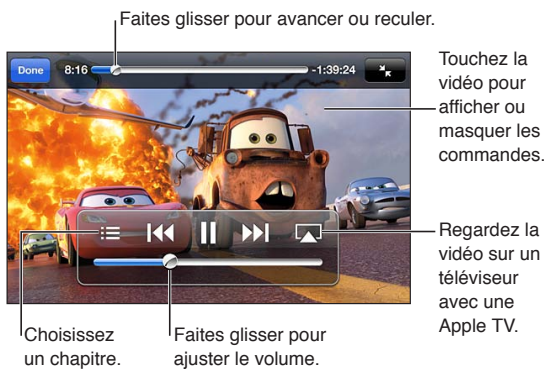 Faites glisser pour avancer ou reculer.
Done 8:16 -1:39:24
Touchez la
vidéo pour
afficher ou
masquer les
commandes.
Regardez la
vidéo sur un
téléviseur
avec une
Apple TV.
Choisissez
un chapitre.
Faites glisser pour
ajuster le volume.